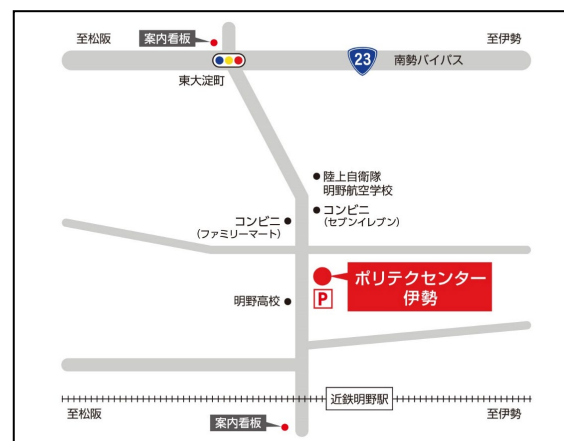 至松阪
案内看板
至伊勢
23
南勢バイパス
東大淀町
陸上自衛隊
明野航空学校
コンビニ
(ファミリーマート)
コンビニ
(セブンイレブン)
ポリテクセンター
伊勢
P
明野高校
近鉄明野駅
至松阪
至伊勢
案内看板